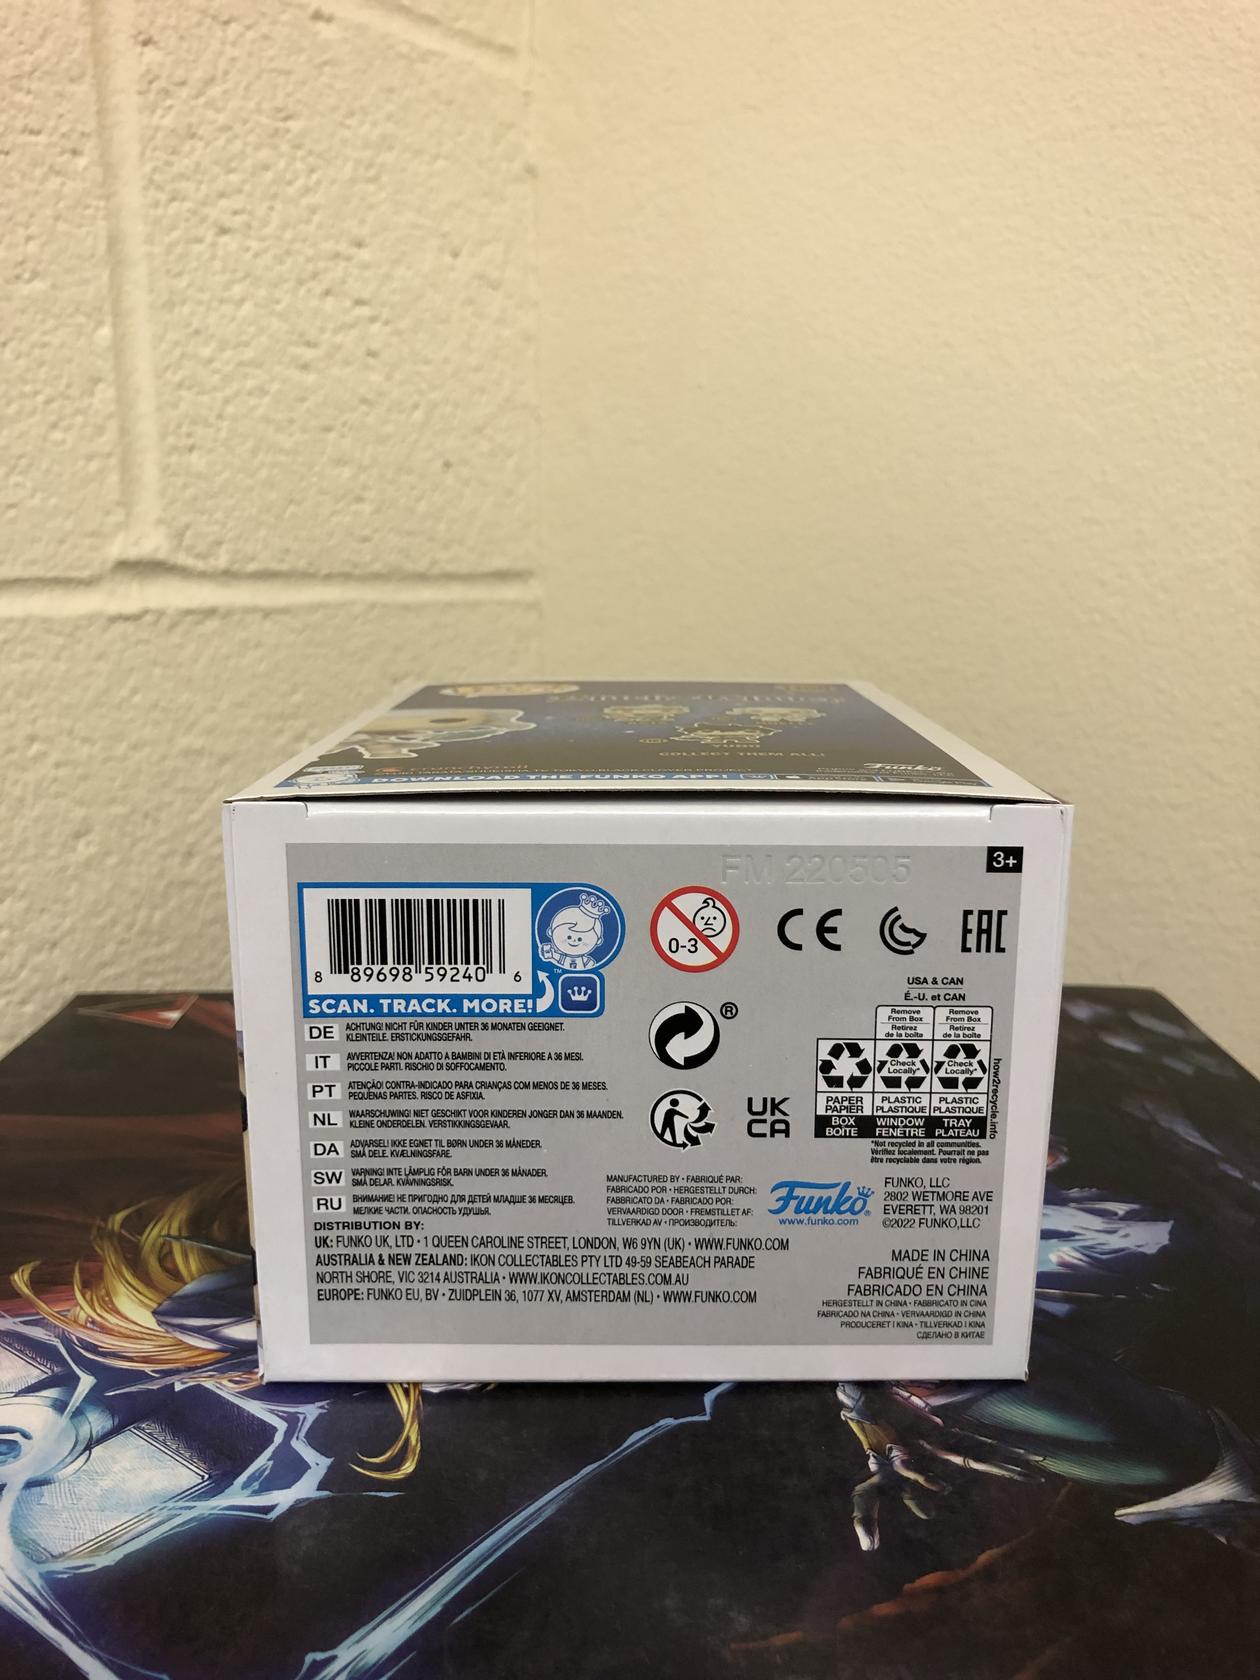 YUNO
COLLECT THEM ALL!
crunchyroll
Funko
DOWNLOAD THE FUNKO APP!
FM 220505
3+
8 89698 59240 6
TM
SCAN. TRACK. MORE!
0-3
CE
EAC
USA & CAN
É.-U. et CAN
Remove From Box
Retirez de la boîte
Remove From Box
Retirez de la boîte
Check Locally*
Check Locally*
PAPER
PAPIER
BOX
BOÎTE
PLASTIC
PLASTIQUE
WINDOW
FENÊTRE
PLASTIC
PLASTIQUE
TRAY
PLATEAU
how2recycle.info
*Not recycled in all communities.
Vérifiez localement. Pourrait ne pas
être recyclable dans votre région.
®
UK
CA
DE ACHTUNG! NICHT FÜR KINDER UNTER 36 MONATEN GEEIGNET.
KLEINTEILE. ERSTICKUNGSGEFAHR.
IT AVVERTENZA! NON ADATTO A BAMBINI DI ETÀ INFERIORE A 36 MESI.
PICCOLE PARTI. RISCHIO DI SOFFOCAMENTO.
PT ATENÇÃO! CONTRA-INDICADO PARA CRIANÇAS COM MENOS DE 36 MESES.
PEQUENAS PARTES. RISCO DE ASFIXIA.
NL WAARSCHUWING! NIET GESCHIKT VOOR KINDEREN JONGER DAN 36 MAANDEN.
KLEINE ONDERDELEN. VERSTIKKINGSGEVAAR.
DA ADVARSEL! IKKE EGNET TIL BØRN UNDER 36 MÅNEDER.
SMÅ DELE. KVÆLNINGSFARE.
SW VARNING! INTE LÄMPLIG FÖR BARN UNDER 36 MÅNADER.
SMÅ DELAR. KVÄVNINGSRISK.
RU ВНИМАНИЕ! НЕ ПРИГОДНО ДЛЯ ДЕТЕЙ МЛАДШЕ 36 МЕСЯЦЕВ.
МЕЛКИЕ ЧАСТИ. ОПАСНОСТЬ УДУШЬЯ.
MANUFACTURED BY • FABRIQUÉ PAR:
FABRICADO POR • HERGESTELLT DURCH:
FABBRICATO DA • FABRICADO POR:
VERVAARDIGD DOOR • FREMSTILLET AF:
TILLVERKAD AV • ПРОИЗВОДИТЕЛЬ:
Funko®
www.funko.com
FUNKO, LLC
2802 WETMORE AVE
EVERETT, WA 98201
©2022 FUNKO,LLC
DISTRIBUTION BY:
UK: FUNKO UK, LTD • 1 QUEEN CAROLINE STREET, LONDON, W6 9YN (UK) • WWW.FUNKO.COM
AUSTRALIA & NEW ZEALAND: IKON COLLECTABLES PTY LTD 49-59 SEABEACH PARADE
NORTH SHORE, VIC 3214 AUSTRALIA • WWW.IKONCOLLECTABLES.COM.AU
EUROPE: FUNKO EU, BV • ZUIDPLEIN 36, 1077 XV, AMSTERDAM (NL) • WWW.FUNKO.COM
MADE IN CHINA
FABRIQUÉ EN CHINE
FABRICADO EN CHINA
HERGESTELLT IN CHINA • FABBRICATO IN CINA
FABRICADO NA CHINA • VERVAARDIGD IN CHINA
PRODUCERET I KINA • TILLVERKAD I KINA
СДЕЛАНО В КИТАЕ